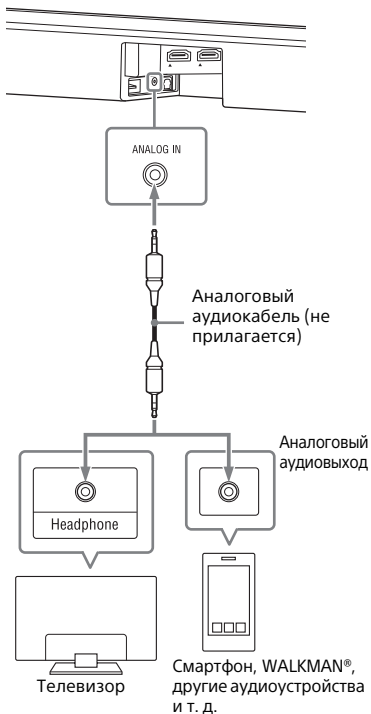 ANALOG IN
Аналоговый
аудиокабель (не
прилагается)
Аналоговый
аудиовыход
Headphone
Телевизор
Смартфон, WALKMAN®,
другие аудиоустройства
и т. д.